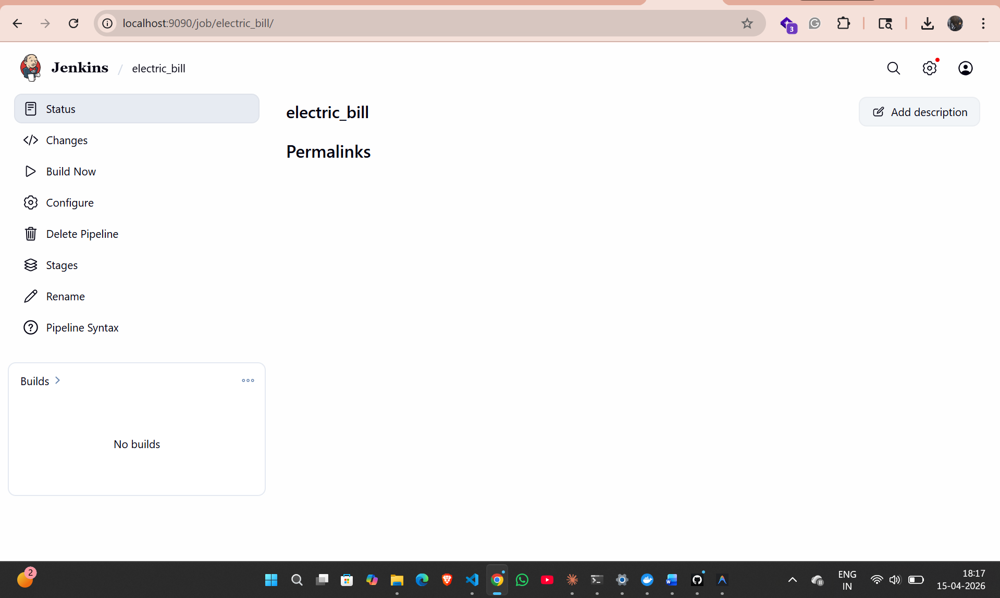 localhost:9090/job/electric_bill/
3
Jenkins / electric_bill
Status
Changes
Build Now
Configure
Delete Pipeline
Stages
Rename
Pipeline Syntax
electric_bill
Add description
Permalinks
Builds
No builds
2
ENG
IN
18:17
15-04-2026